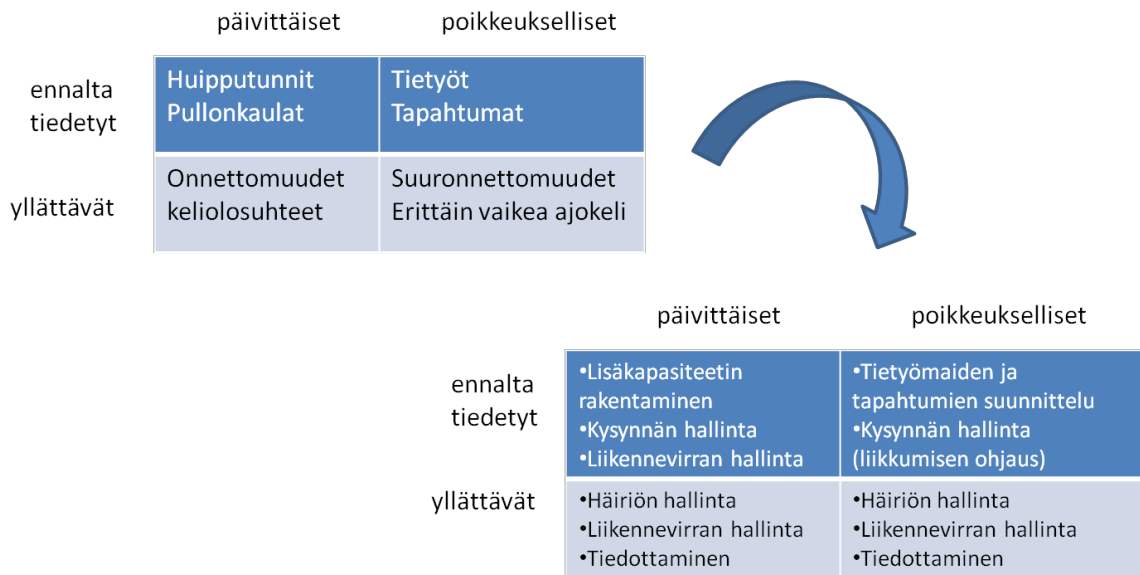 päivittäiset poikkeukselliset
ennalta
tiedetyt
Huipputunnit
Pullonkaulat
Tietyöt
Tapahtumat
yllättävät
Onnettomuudet
keliolosuhteet
Suuronnettomuudet
Erittäin vaikea ajokeli
päivittäiset poikkeukselliset
ennalta
tiedetyt
•Lisäkapasiteetin
rakentaminen
•Kysynnän hallinta
•Liikennevirran hallinta
•Tietyömaiden ja
tapahtumien suunnittelu
•Kysynnän hallinta
(liikkumisen ohjaus)
yllättävät
•Häiriön hallinta
•Liikennevirran hallinta
•Tiedottaminen
•Häiriön hallinta
•Liikennevirran hallinta
•Tiedottaminen